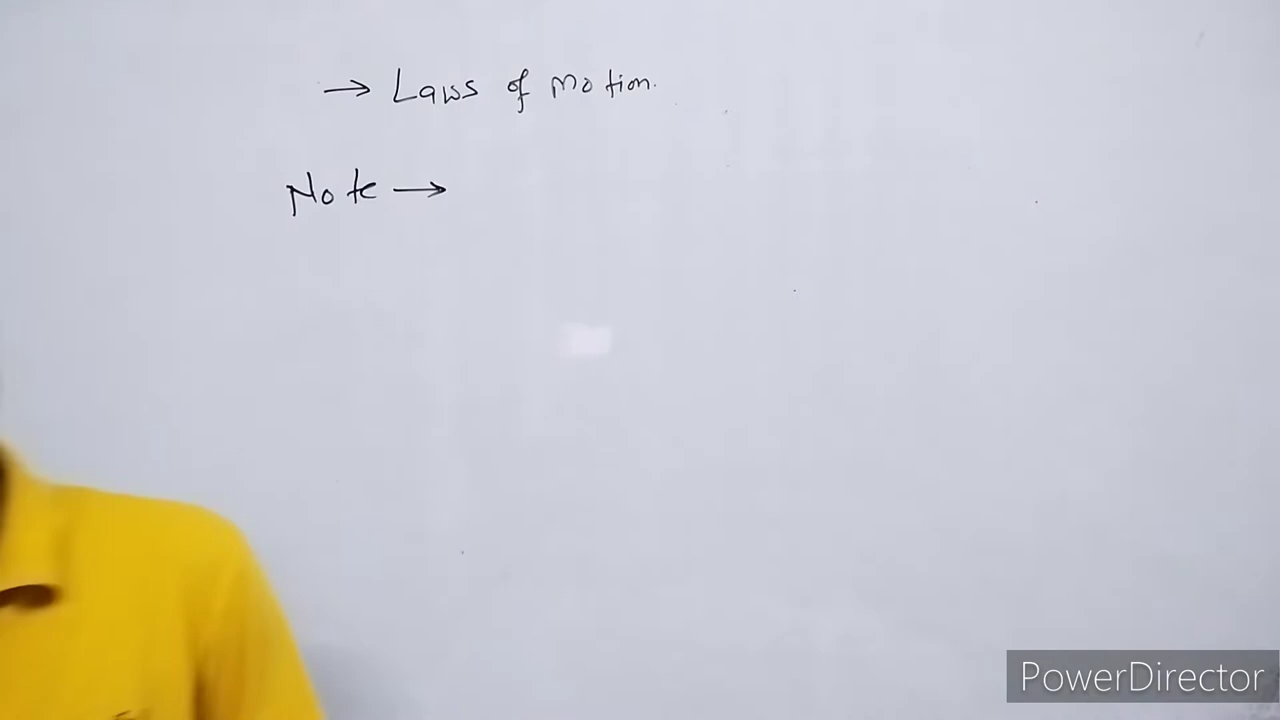 → Laws of motion.
Note →
PowerDirector